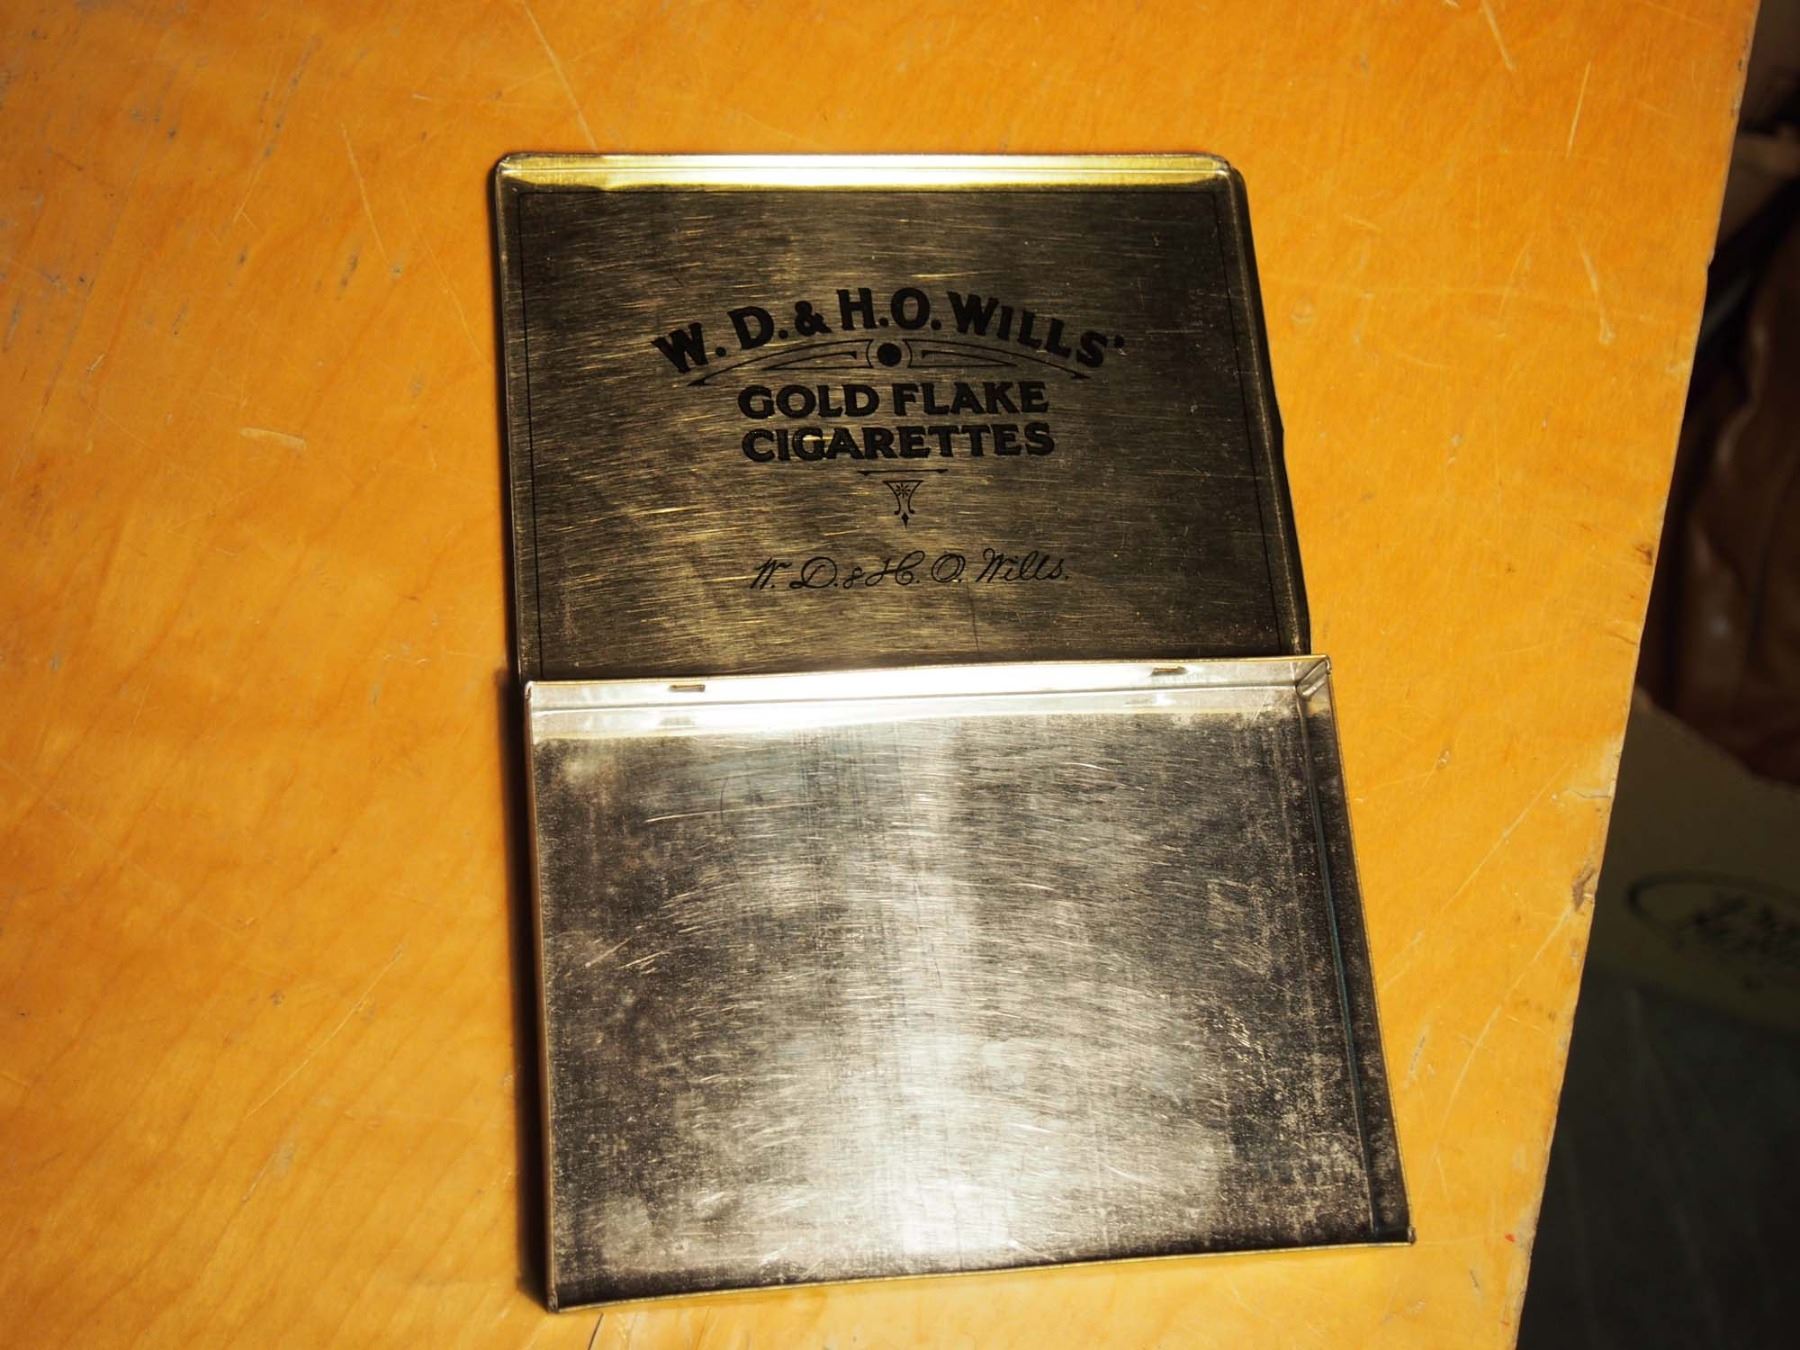 W. D. & H. O. WILLS'
GOLD FLAKE
CIGARETTES
W. D. & H. O. Wills.